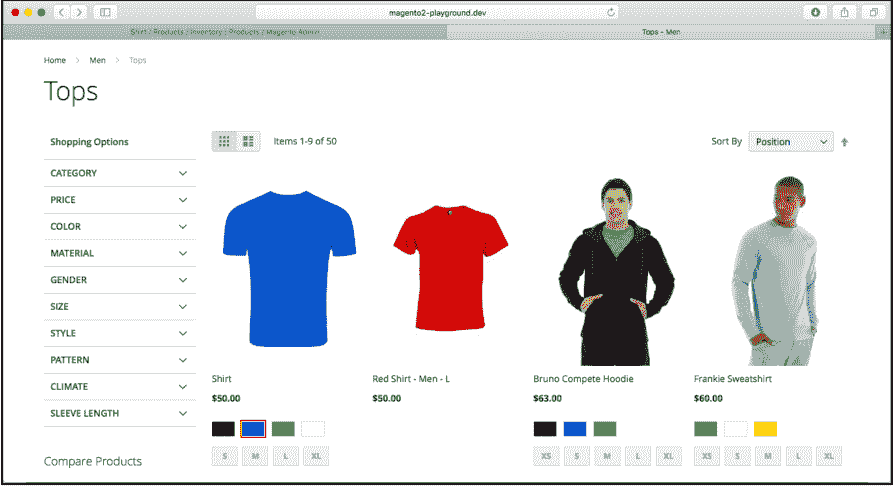 magento2-playground.dev
Shirt / Products / Inventory / Products / Magento Admin
Tops - Men
Home > Men > Tops
Tops
Shopping Options
Items 1-9 of 50
Sort By
Position
CATEGORY
PRICE
COLOR
MATERIAL
GENDER
SIZE
STYLE
PATTERN
CLIMATE
SLEEVE LENGTH
Compare Products
Shirt
$50.00
S M L XL
Red Shirt - Men - L
$50.00
Bruno Compete Hoodie
$63.00
XS S M L XL
Frankie Sweatshirt
$60.00
XS S M L XL